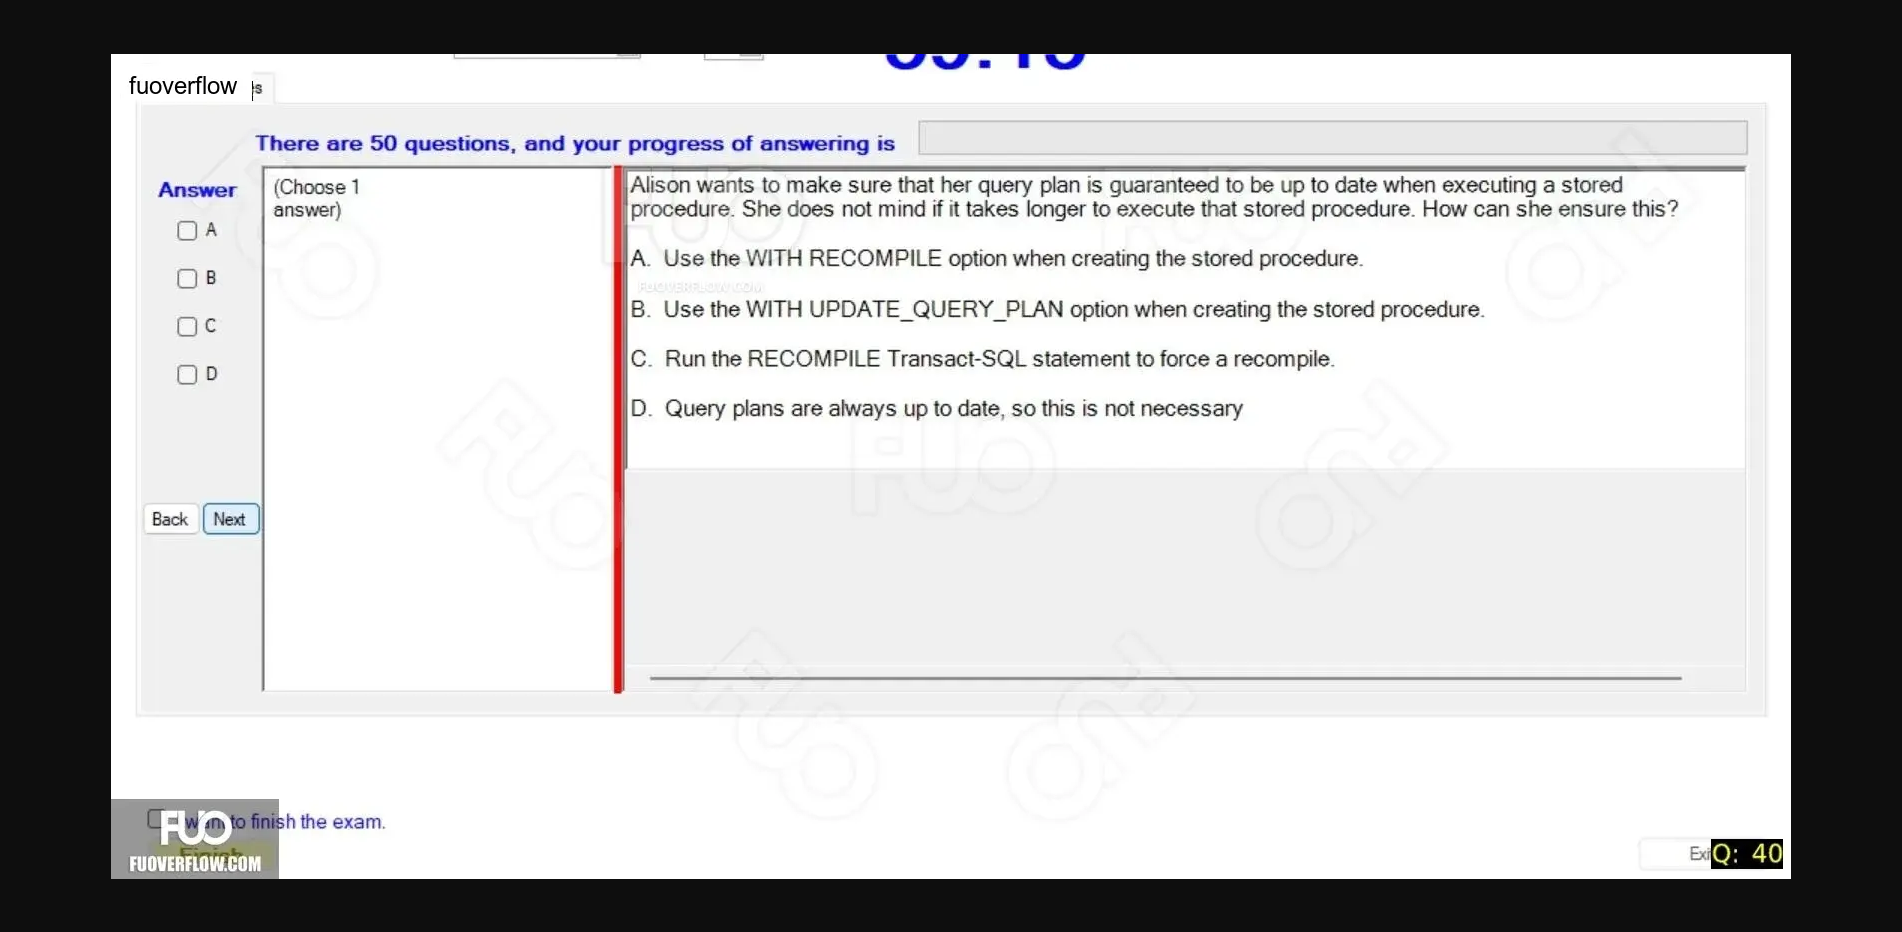 fuoverflow
There are 50 questions, and your progress of answering is
Answer
(Choose 1
answer)
A
B
C
D
Back
Next
Alison wants to make sure that her query plan is guaranteed to be up to date when executing a stored
procedure. She does not mind if it takes longer to execute that stored procedure. How can she ensure this?
A. Use the WITH RECOMPILE option when creating the stored procedure.
FUOVERFLOW.COM
B. Use the WITH UPDATE_QUERY_PLAN option when creating the stored procedure.
C. Run the RECOMPILE Transact-SQL statement to force a recompile.
D. Query plans are always up to date, so this is not necessary
FUO
want to finish the exam.
Finish
FUOVERFLOW.COM
Exi
Q: 40